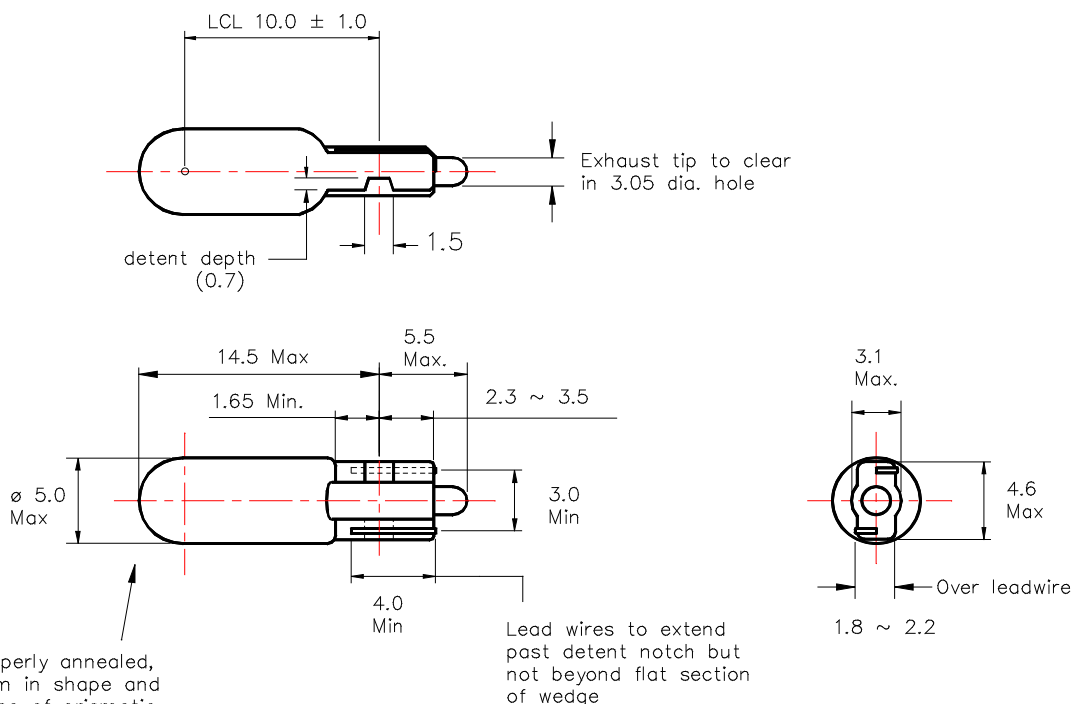 LCL 10.0 ± 1.0
Exhaust tip to clear
in 3.05 dia. hole
1.5
detent depth
(0.7)
5.5
Max.
14.5 Max
1.65 Min.
2.3 ~ 3.5
3.1
Max.
ø 5.0
Max
3.0
Min
4.6
Max
4.0
Min
Over leadwire
1.8 ~ 2.2
Lead wires to extend
past detent notch but
not beyond flat section
of wedge
perly annealed,
in shape and
of prismatic